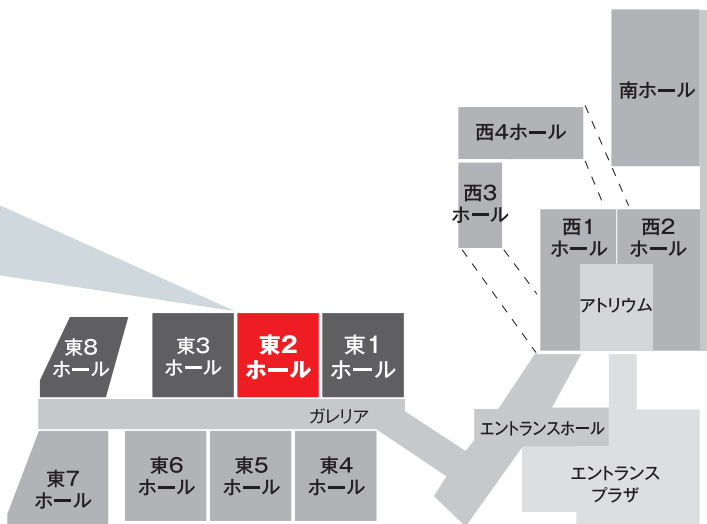 南ホール
西4ホール
西3
ホール
西1
ホール
西2
ホール
アトリウム
東8
ホール
東3
ホール
東2
ホール
東1
ホール
ガレリア
エントランスホール
東7
ホール
東6
ホール
東5
ホール
東4
ホール
エントランス
プラザ